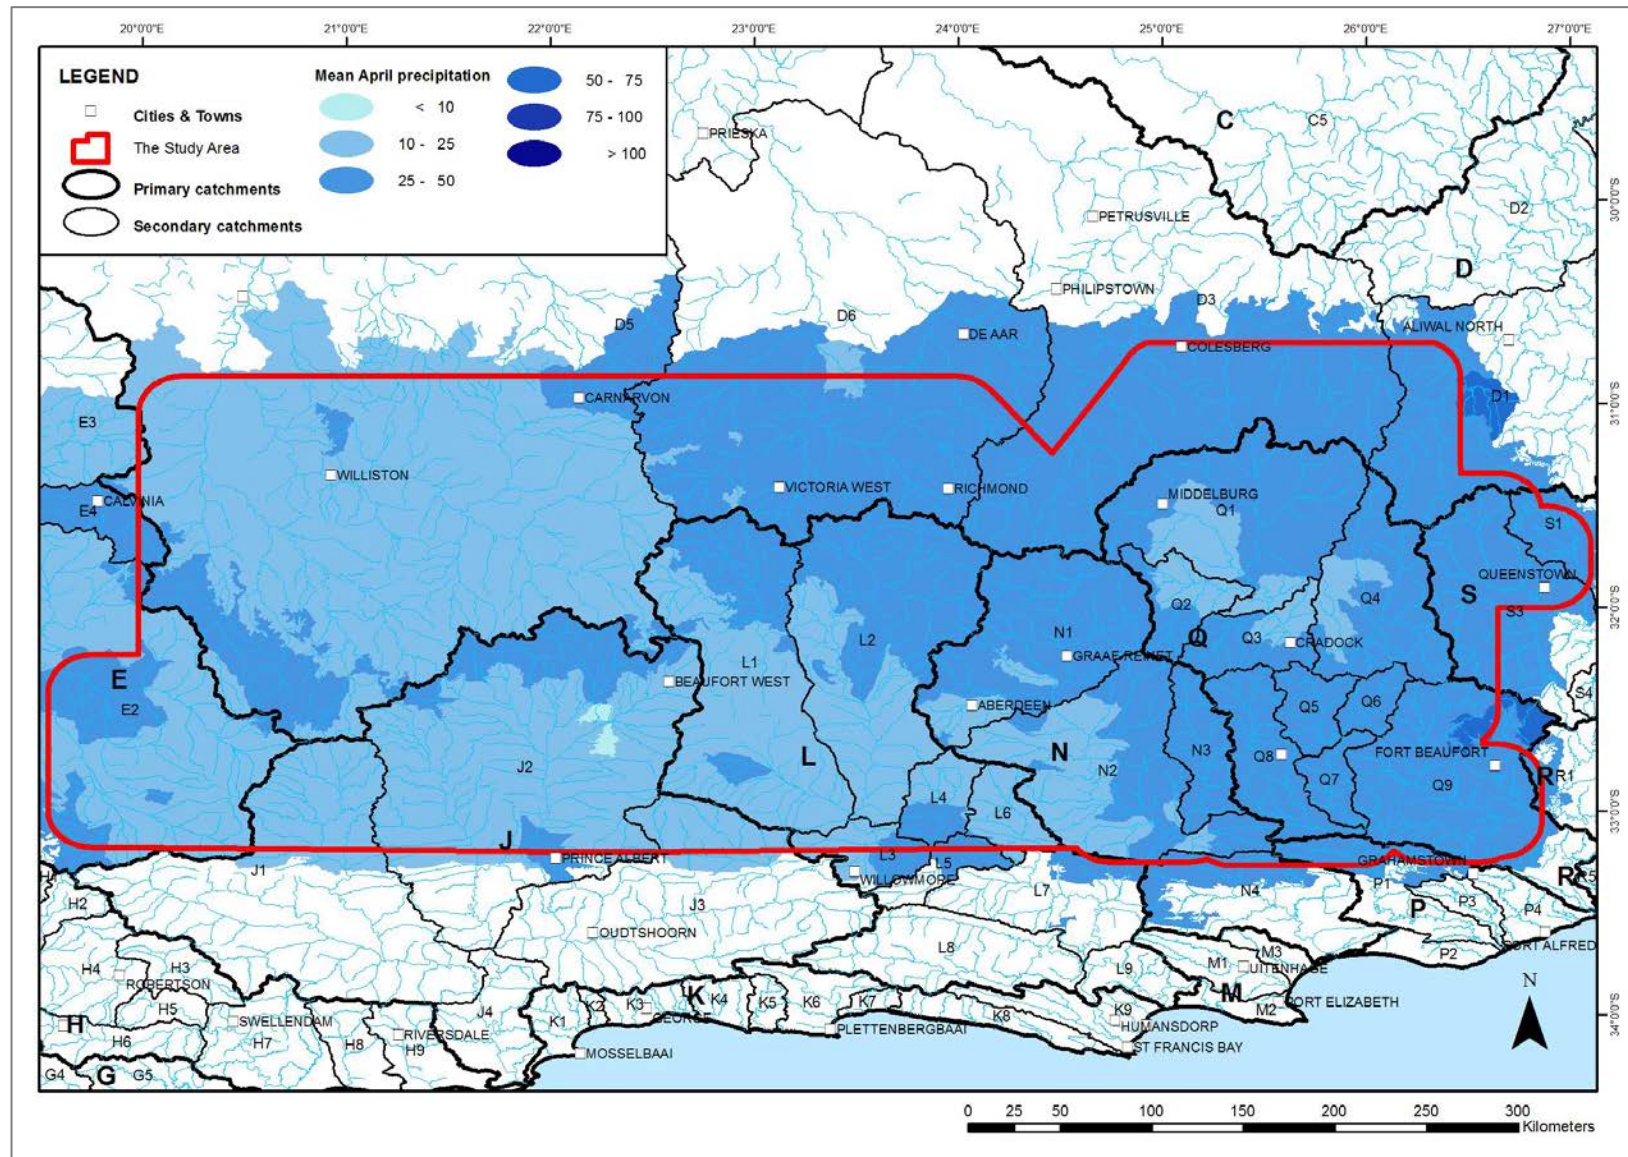 20°0'0"E 21°0'0"E 22°0'0"E 23°0'0"E 24°0'0"E 25°0'0"E 26°0'0"E 27°0'0"E
LEGEND
Cities & Towns
The Study Area
Primary catchments
Secondary catchments
Mean April precipitation
< 10
10 - 25
25 - 50
50 - 75
75 - 100
> 100
C
C5
PRIESKA
30°0'0"S
PETRUSVILLE
D2
D
PHILIPSTOWN
D3
D5
D6
DE AAR
ALIWAL NORTH
COLESBERG
31°0'0"S
CARNARVON
D1
E3
WILLISTON
VICTORIA WEST
RICHMOND
MIDDELBURG
Q1
CALVINIA
E4
S1
QUEENSTOWN
S
S3
32°0'0"S
Q2
Q4
N1
Q
Q3
CRADOCK
L2
L1
GRAAF-REINET
E
E2
BEAUFORT WEST
S4
ABERDEEN
Q5
Q6
L
N
N3
Q8
FORT BEAUFORT
J2
N2
Q7
Q9
R
R1
L4
L6
33°0'0"S
J
PRINCE ALBERT
L3
L5
WILLOWMORE
GRAHAMSTOWN
J1
L7
N4
P1
R
H2
J3
P
P3
P4
OUDTSHOORN
PORT ALFRED
L8
P2
H4
H3
ROBERTSON
L9
M1
M3
UITENHAGE
H5
K
K1
K2
K3
K4
K5
K6
K7
K8
K9
M
M2
PORT ELIZABETH
N
H
H6
SWELLENDAM
H7
H8
RIVERSDALE
H9
J4
GEORGE
PLETTENBERGBAAI
HUMANSDORP
34°0'0"S
MOSSELBAAI
ST FRANCIS BAY
G4
G
G5
0 25 50 100 150 200 250 300
Kilometers